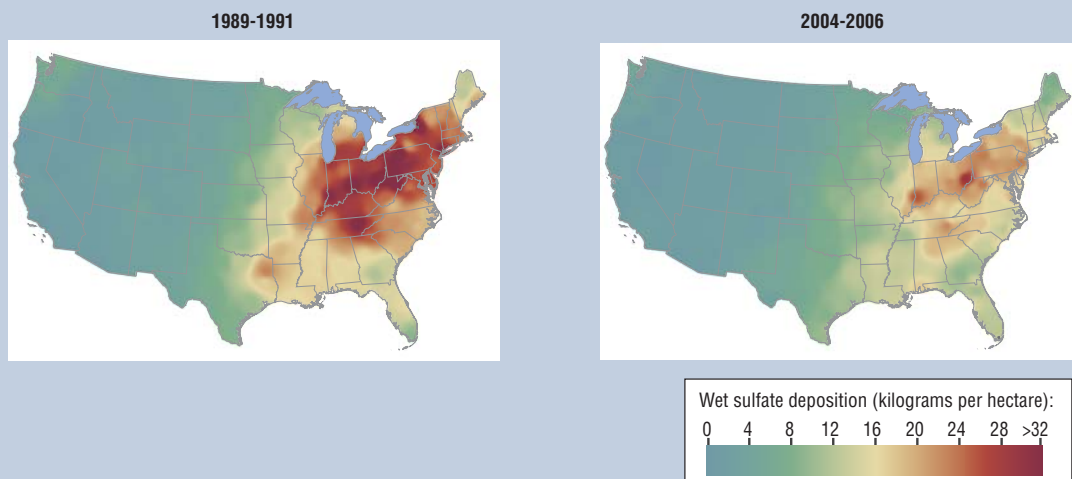 1989-1991
2004-2006
Wet sulfate deposition (kilograms per hectare):
0 4 8 12 16 20 24 28 >32